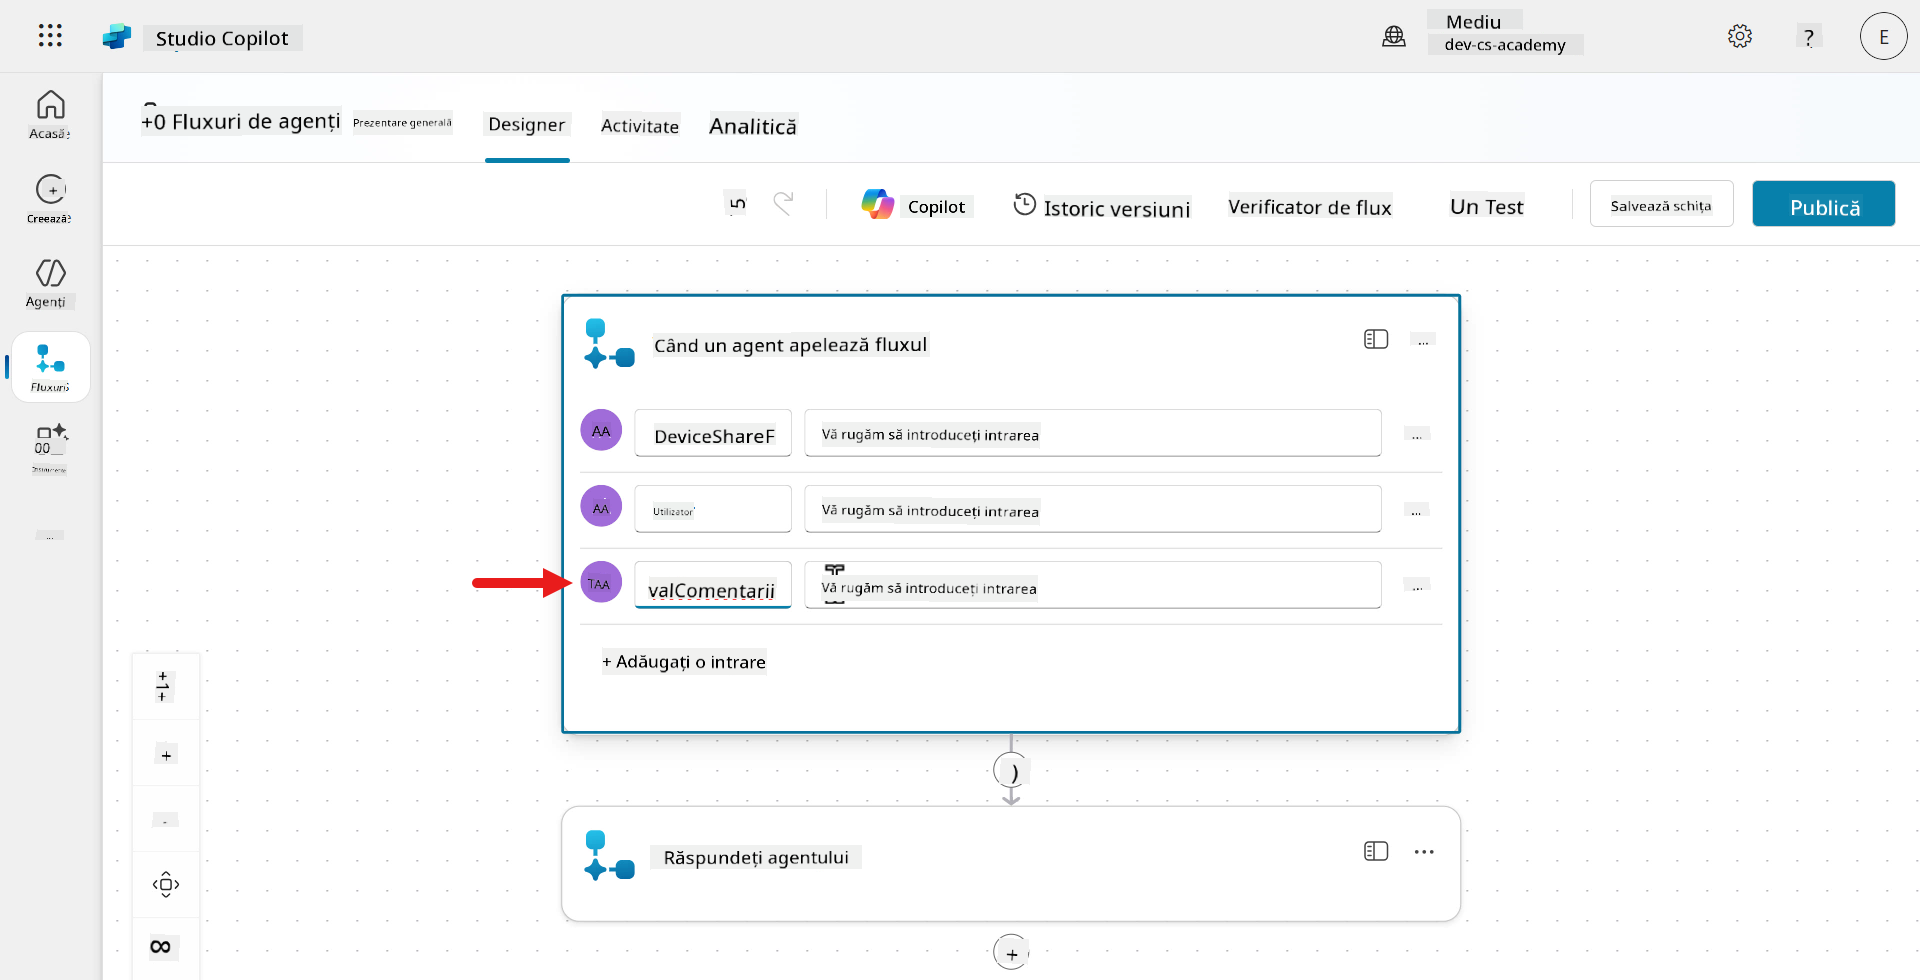 Studio Copilot
Mediu
dev-cs-academy
?
E
Acasă
+0 Fluxuri de agenți
Prezentare generală
Designer
Activitate
Analitică
Creează
Copilot
Istoric versiuni
Verificator de flux
Un Test
Salvează schița
Publică
Agenți
Fluxuri
Când un agent apelează fluxul
...
AA
DeviceShareF
Vă rugăm să introduceți intrarea
...
AA
Utilizator
Vă rugăm să introduceți intrarea
...
TAA
valComentarii
Vă rugăm să introduceți intrarea
...
+ Adăugați o intrare
Răspundeți agentului